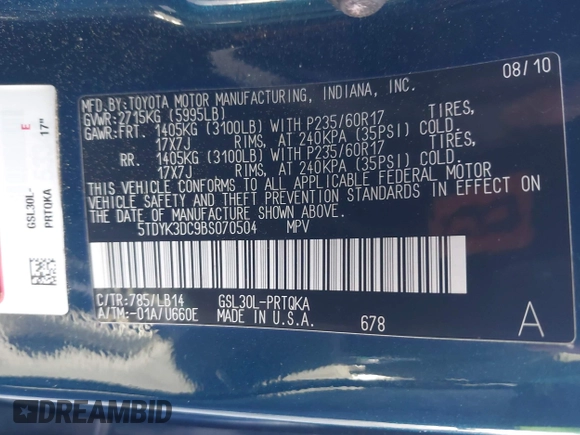 E
17"
GSL30L-
PRTQKA
MFD.BY:TOYOTA MOTOR MANUFACTURING, INDIANA, INC. 08/10
GVWR:2715KG (5995LB)
GAWR:FRT. 1405KG (3100LB) WITH P235/60R17 TIRES,
17X7J RIMS, AT 240KPA (35PSI) COLD.
RR. 1405KG (3100LB) WITH P235/60R17 TIRES,
17X7J RIMS, AT 240KPA (35PSI) COLD.
THIS VEHICLE CONFORMS TO ALL APPLICABLE FEDERAL MOTOR
VEHICLE SAFETY AND THEFT PREVENTION STANDARDS IN EFFECT ON
THE DATE OF MANUFACTURE SHOWN ABOVE.
5TDYK3DC9BS070504 MPV
C/TR:785/LB14 GSL30L-PRTQKA
A/TM:-01A/U660E MADE IN U.S.A. 678 A
DREAMBID